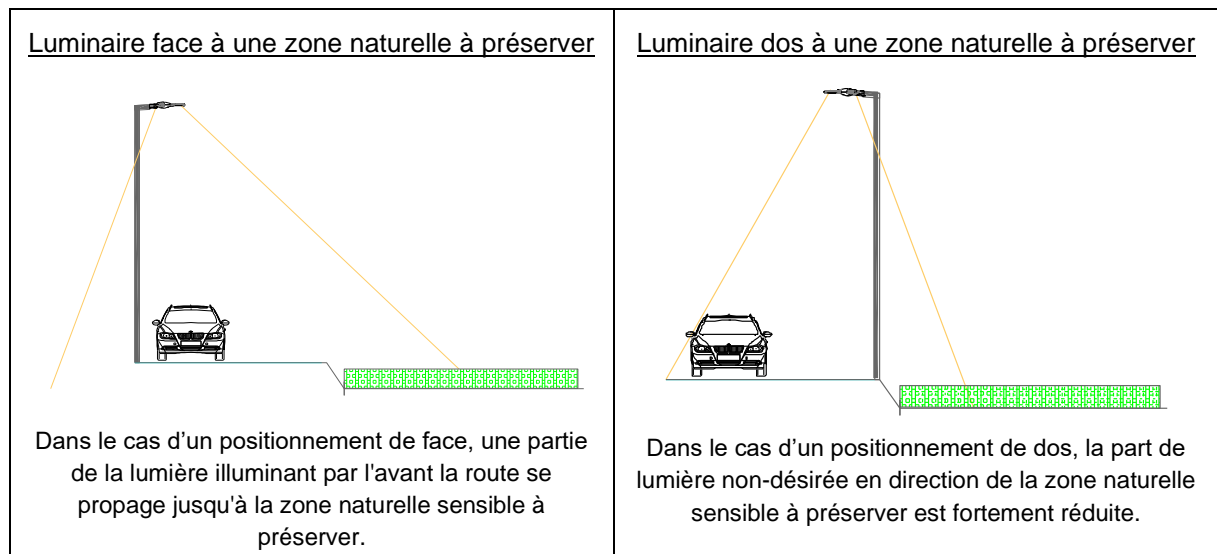 Luminaire face à une zone naturelle à préserver
Dans le cas d’un positionnement de face, une partie
de la lumière illuminant par l'avant la route se
propage jusqu'à la zone naturelle sensible à
préserver.
Luminaire dos à une zone naturelle à préserver
Dans le cas d’un positionnement de dos, la part de
lumière non-désirée en direction de la zone naturelle
sensible à préserver est fortement réduite.